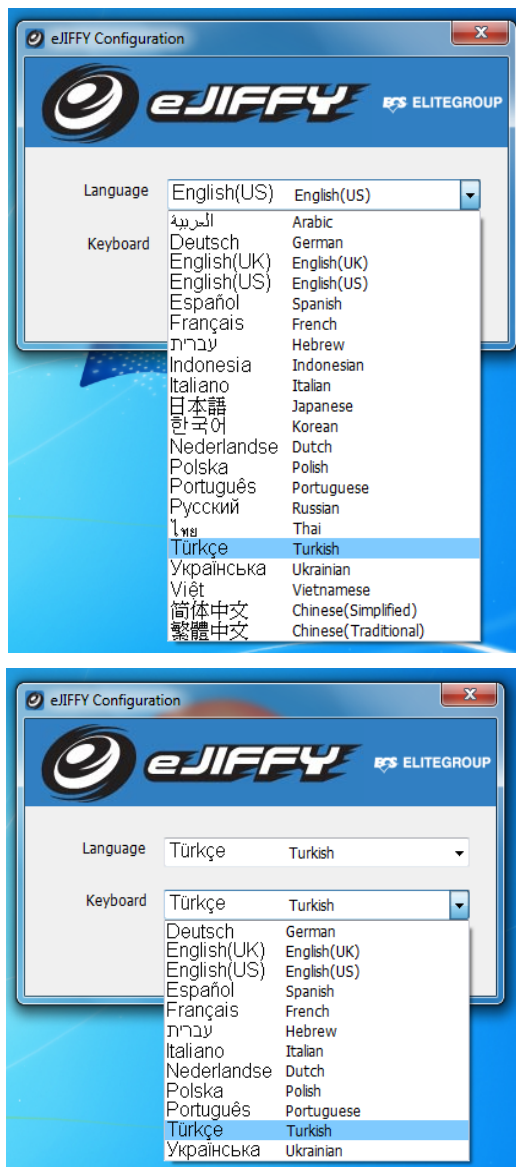 eJIFFY Configuration
eJIFFY ECS ELITEGROUP
Language English(US) English(US)
Keyboard
العربية Arabic
Deutsch German
English(UK) English(UK)
English(US) English(US)
Español Spanish
Français French
עברית Hebrew
Indonesia Indonesian
Italiano Italian
日本語 Japanese
한국어 Korean
Nederlandse Dutch
Polska Polish
Português Portuguese
Русский Russian
ไทย Thai
Türkçe Turkish
Українська Ukrainian
Việt Vietnamese
简体中文 Chinese(Simplified)
繁體中文 Chinese(Traditional)
eJIFFY Configuration
eJIFFY ECS ELITEGROUP
Language Türkçe Turkish
Keyboard Türkçe Turkish
Deutsch German
English(UK) English(UK)
English(US) English(US)
Español Spanish
Français French
עברית Hebrew
Italiano Italian
Nederlandse Dutch
Polska Polish
Português Portuguese
Türkçe Turkish
Українська Ukrainian